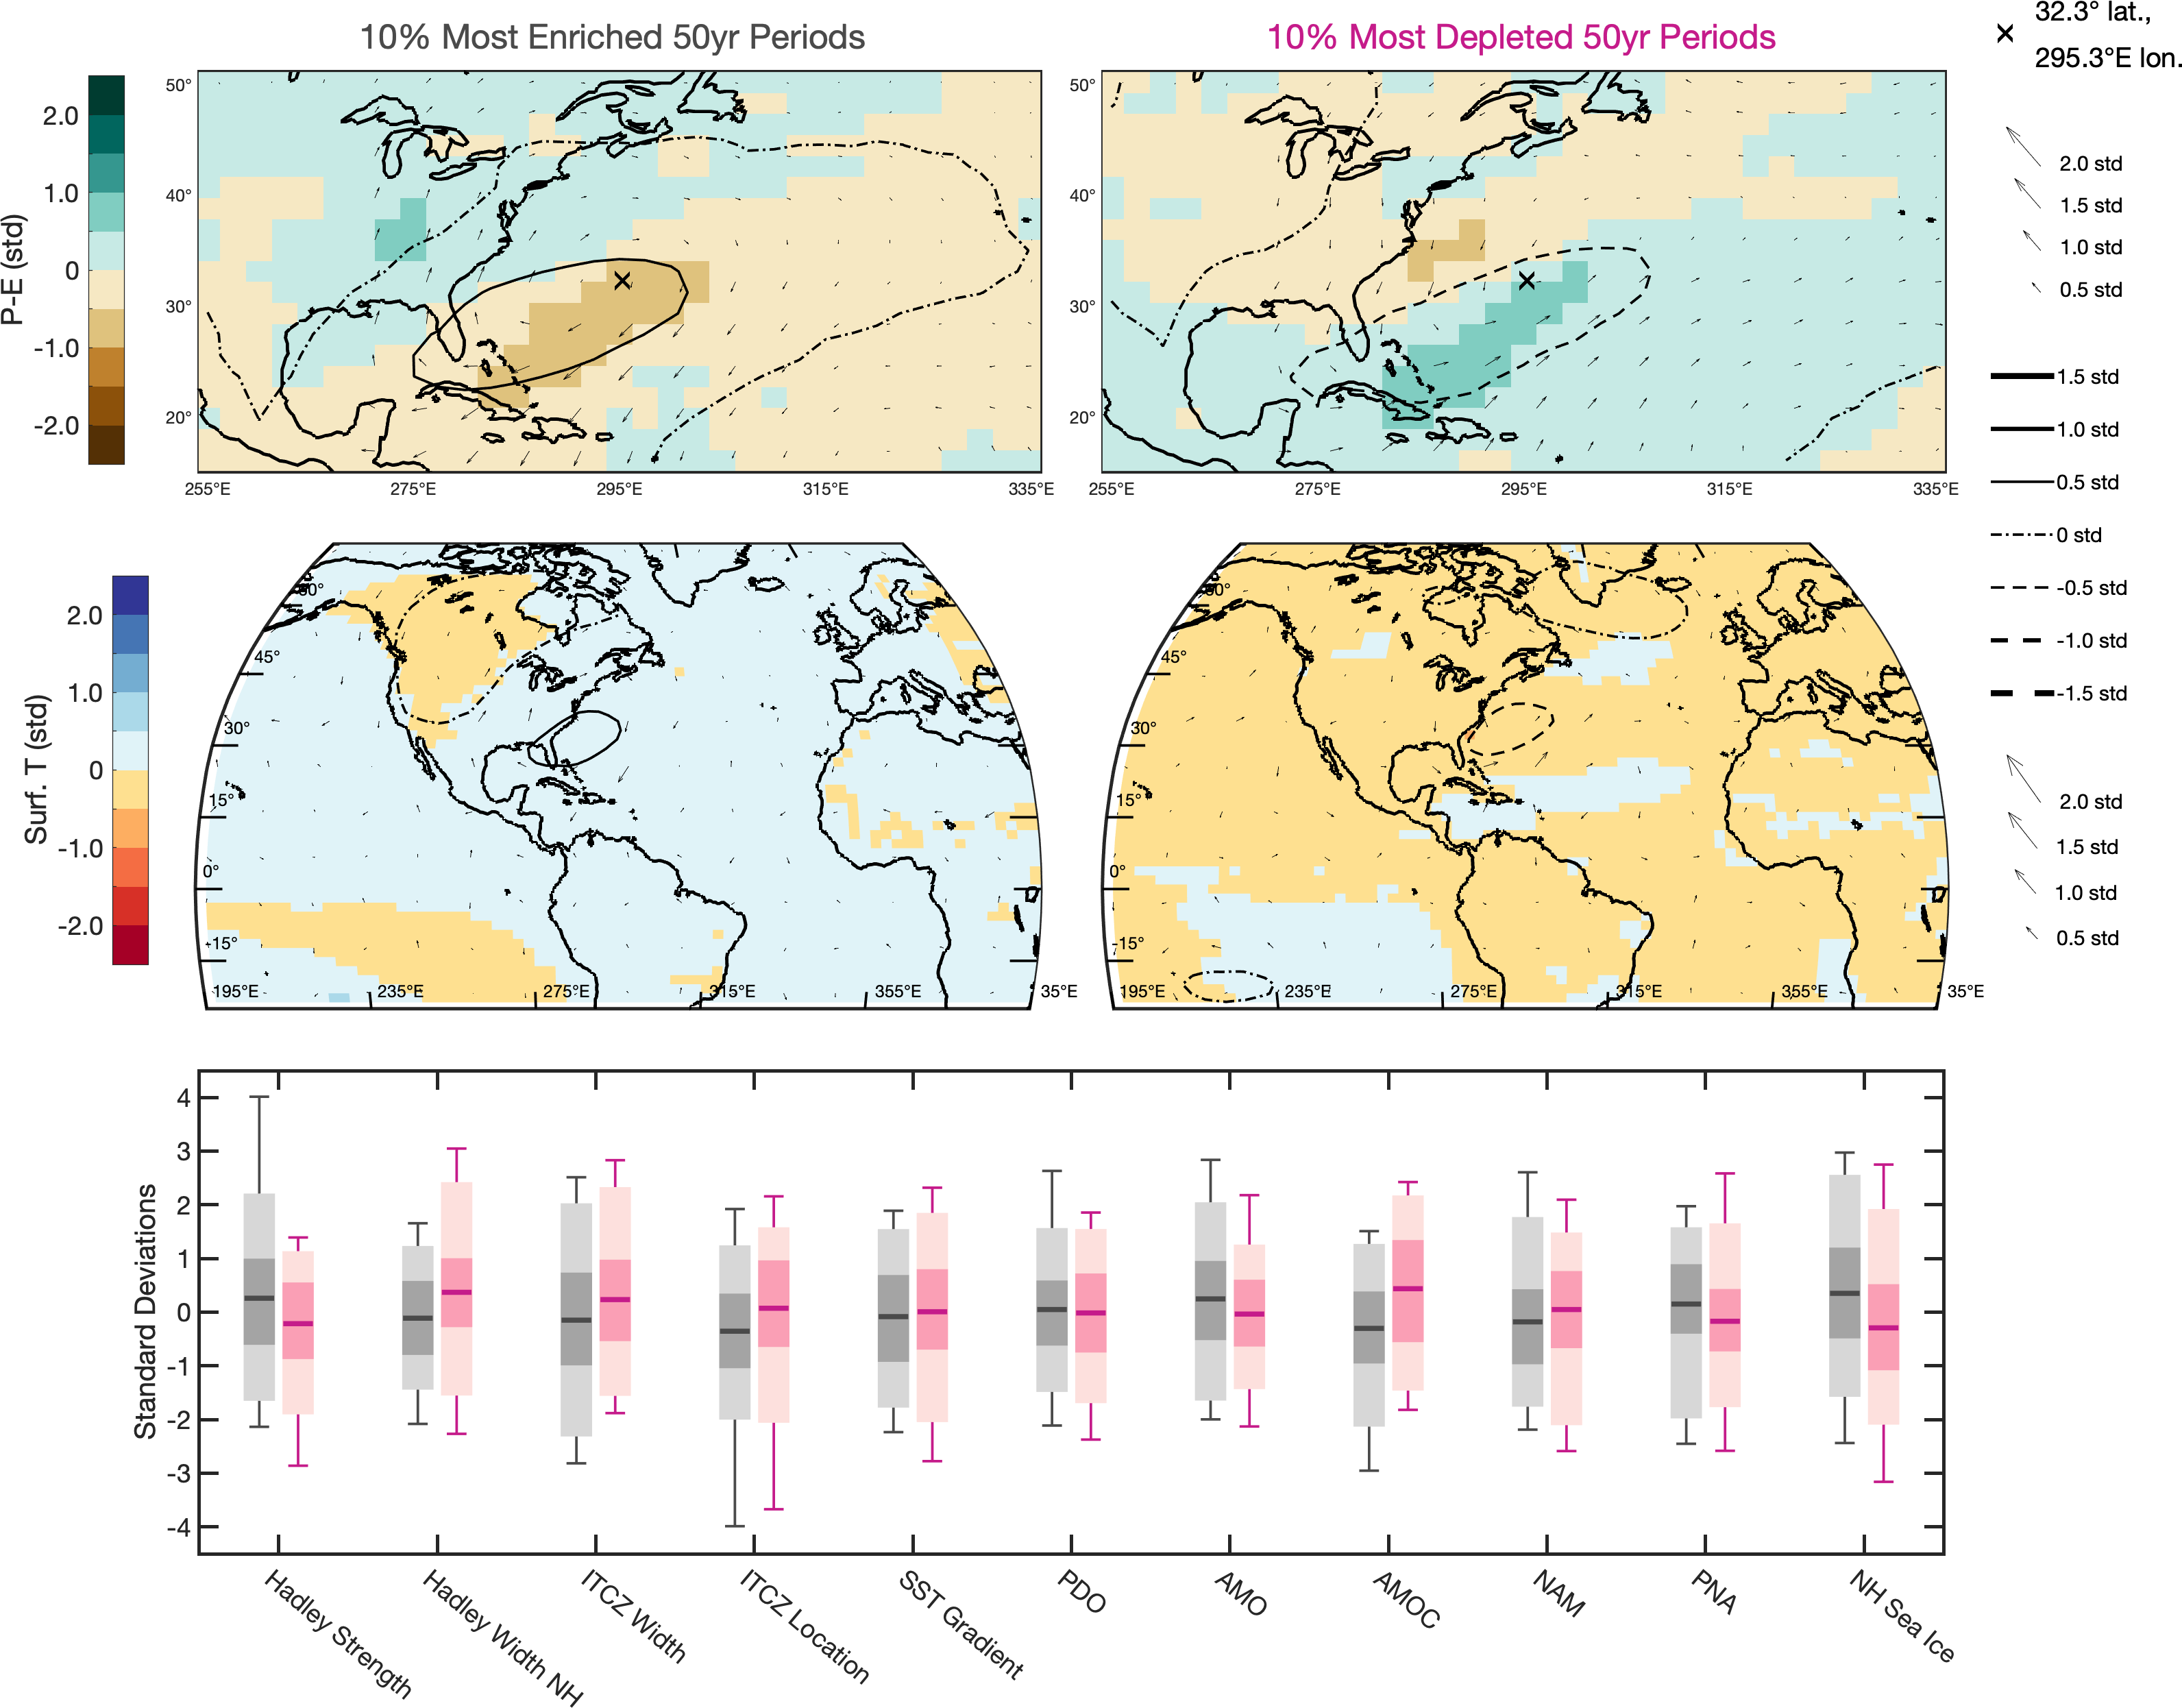 10% Most Enriched 50yr Periods
10% Most Depleted 50yr Periods
32.3° lat.,
295.3°E lon.
P-E (std)
2.0
1.0
0
-1.0
-2.0
50°
40°
30°
20°
255°E
275°E
295°E
315°E
335°E
50°
40°
30°
20°
255°E
275°E
295°E
315°E
335°E
2.0 std
1.5 std
1.0 std
0.5 std
1.5 std
1.0 std
0.5 std
0 std
-0.5 std
-1.0 std
-1.5 std
2.0 std
1.5 std
1.0 std
0.5 std
Surf. T (std)
2.0
1.0
0
-1.0
-2.0
60°
45°
30°
15°
0°
-15°
195°E
235°E
275°E
315°E
355°E
35°E
60°
45°
30°
15°
0°
-15°
195°E
235°E
275°E
315°E
355°E
35°E
Standard Deviations
4
3
2
1
0
-1
-2
-3
-4
Hadley Strength
Hadley Width NH
ITCZ Width
ITCZ Location
SST Gradient
PDO
AMO
AMOC
NAM
PNA
NH Sea Ice